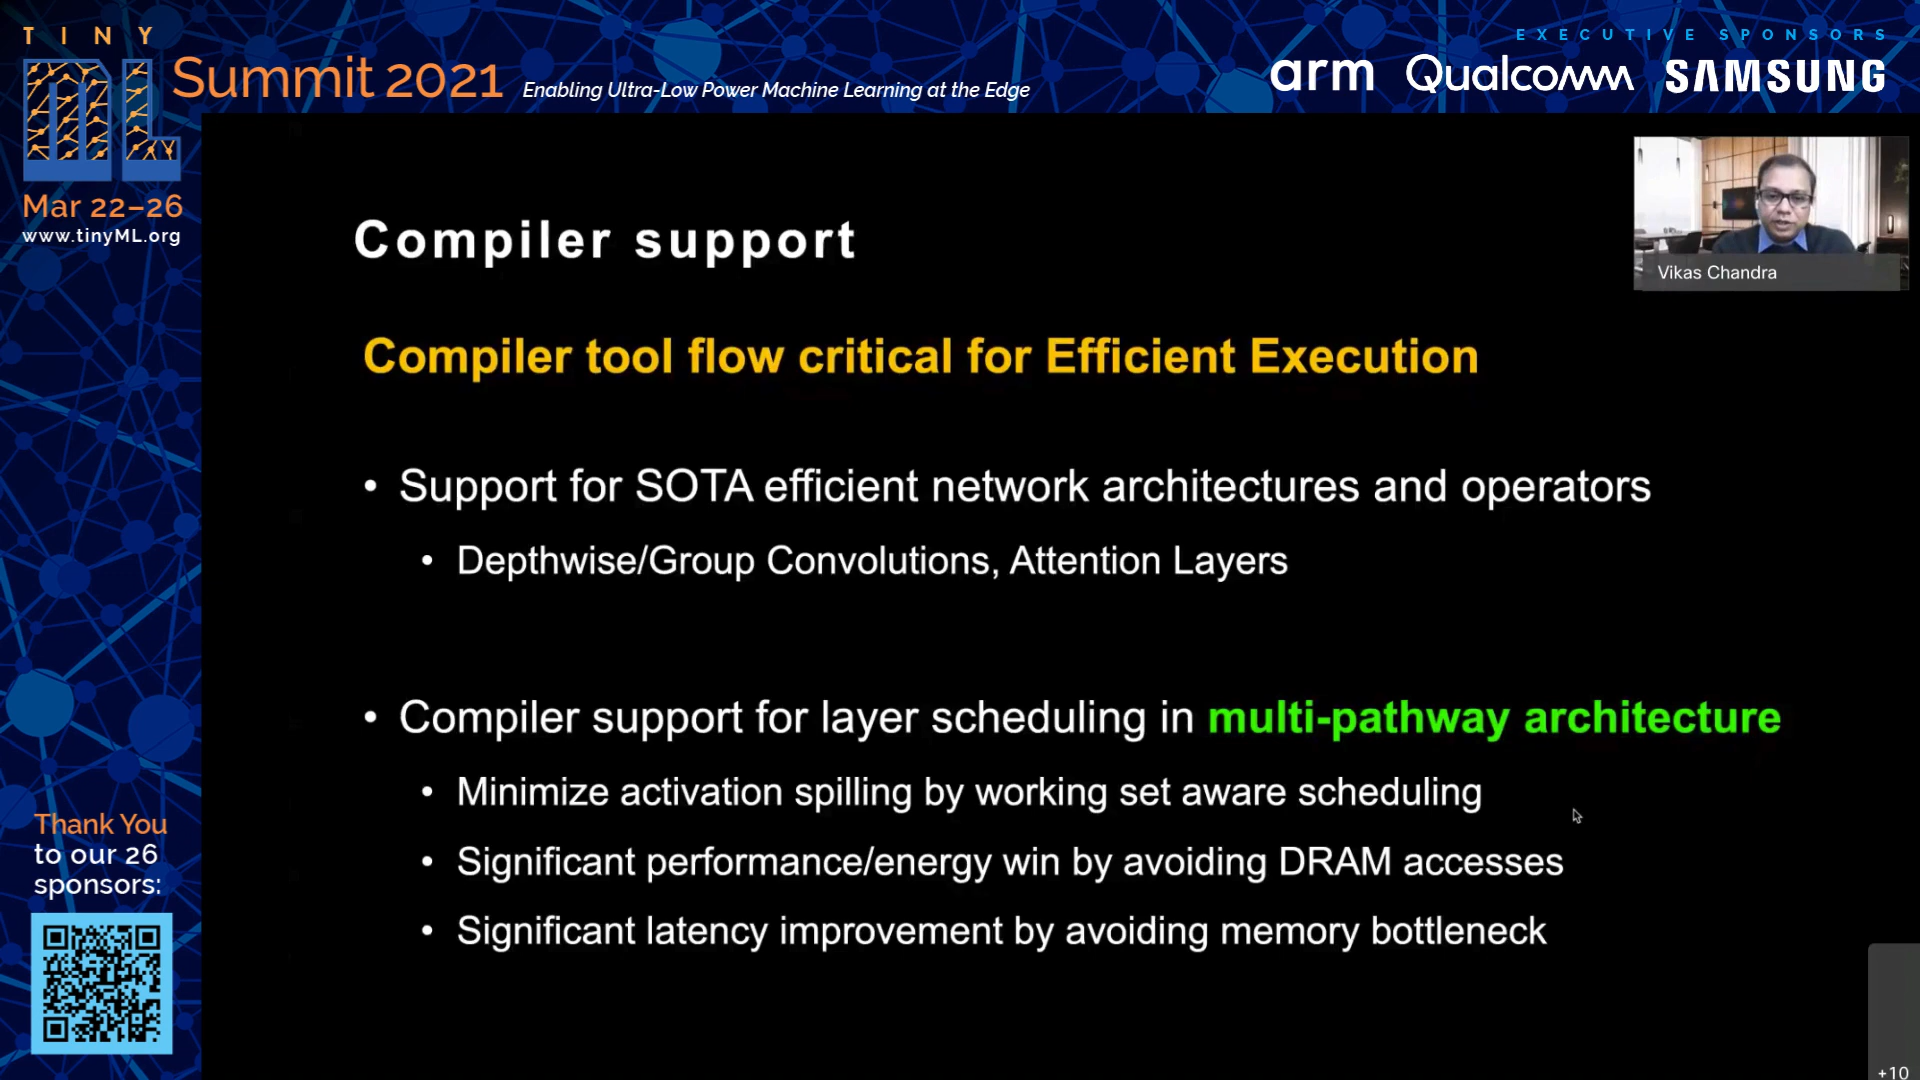 TINY
ML
Summit 2021
Enabling Ultra-Low Power Machine Learning at the Edge
EXECUTIVE SPONSORS
arm Qualcomm SAMSUNG
Mar 22–26
www.tinyML.org
Vikas Chandra
Compiler support
Compiler tool flow critical for Efficient Execution
• Support for SOTA efficient network architectures and operators
• Depthwise/Group Convolutions, Attention Layers
• Compiler support for layer scheduling in multi-pathway architecture
• Minimize activation spilling by working set aware scheduling
• Significant performance/energy win by avoiding DRAM accesses
• Significant latency improvement by avoiding memory bottleneck
Thank You
to our 26
sponsors:
+10